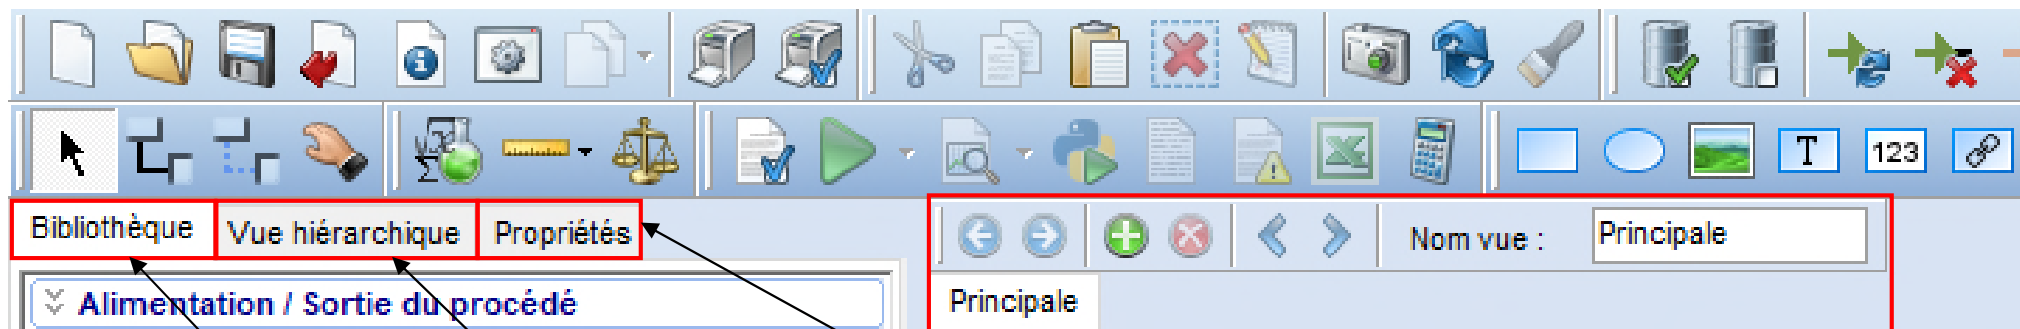 T
123
Bibliothèque
Vue hiérarchique
Propriétés
Nom vue :
Principale
Alimentation / Sortie du procédé
Principale